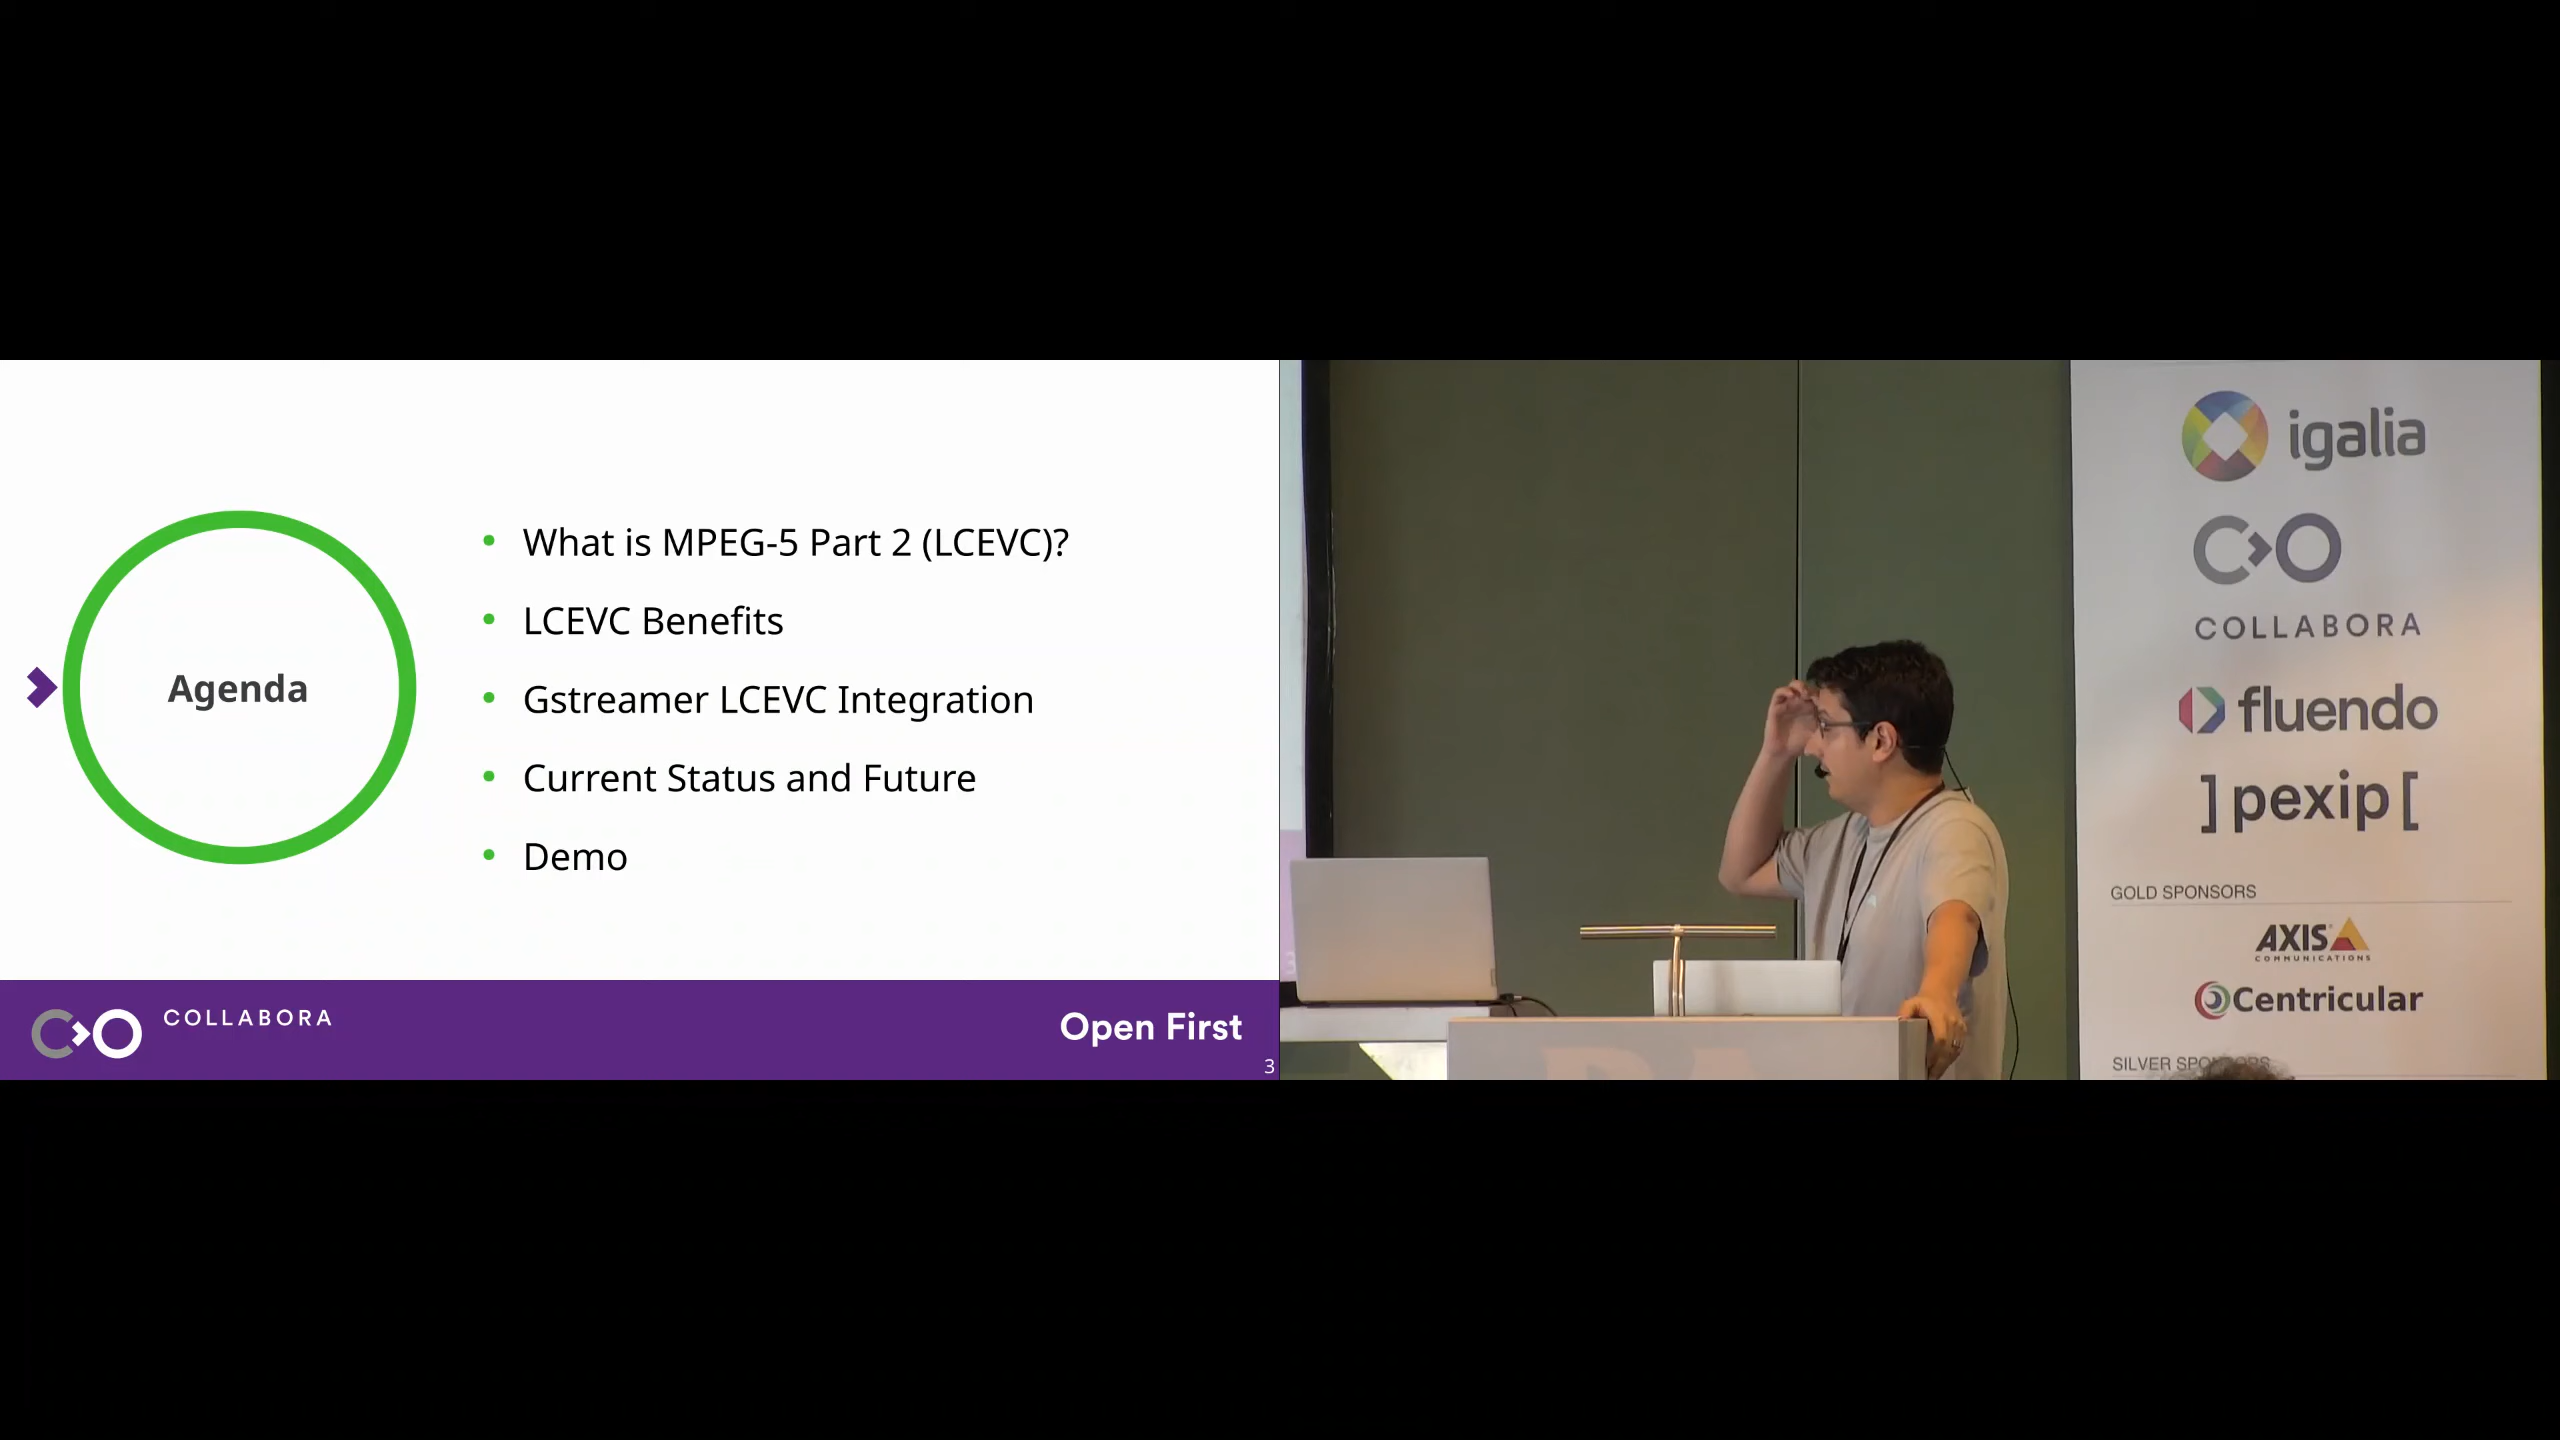 Agenda
What is MPEG-5 Part 2 (LCEVC)?
LCEVC Benefits
Gstreamer LCEVC Integration
Current Status and Future
Demo
COLLABORA
Open First
3
igalia
COLLABORA
fluendo
]pexip[
GOLD SPONSORS
AXIS
COMMUNICATIONS
Centricular
SILVER SPONSORS